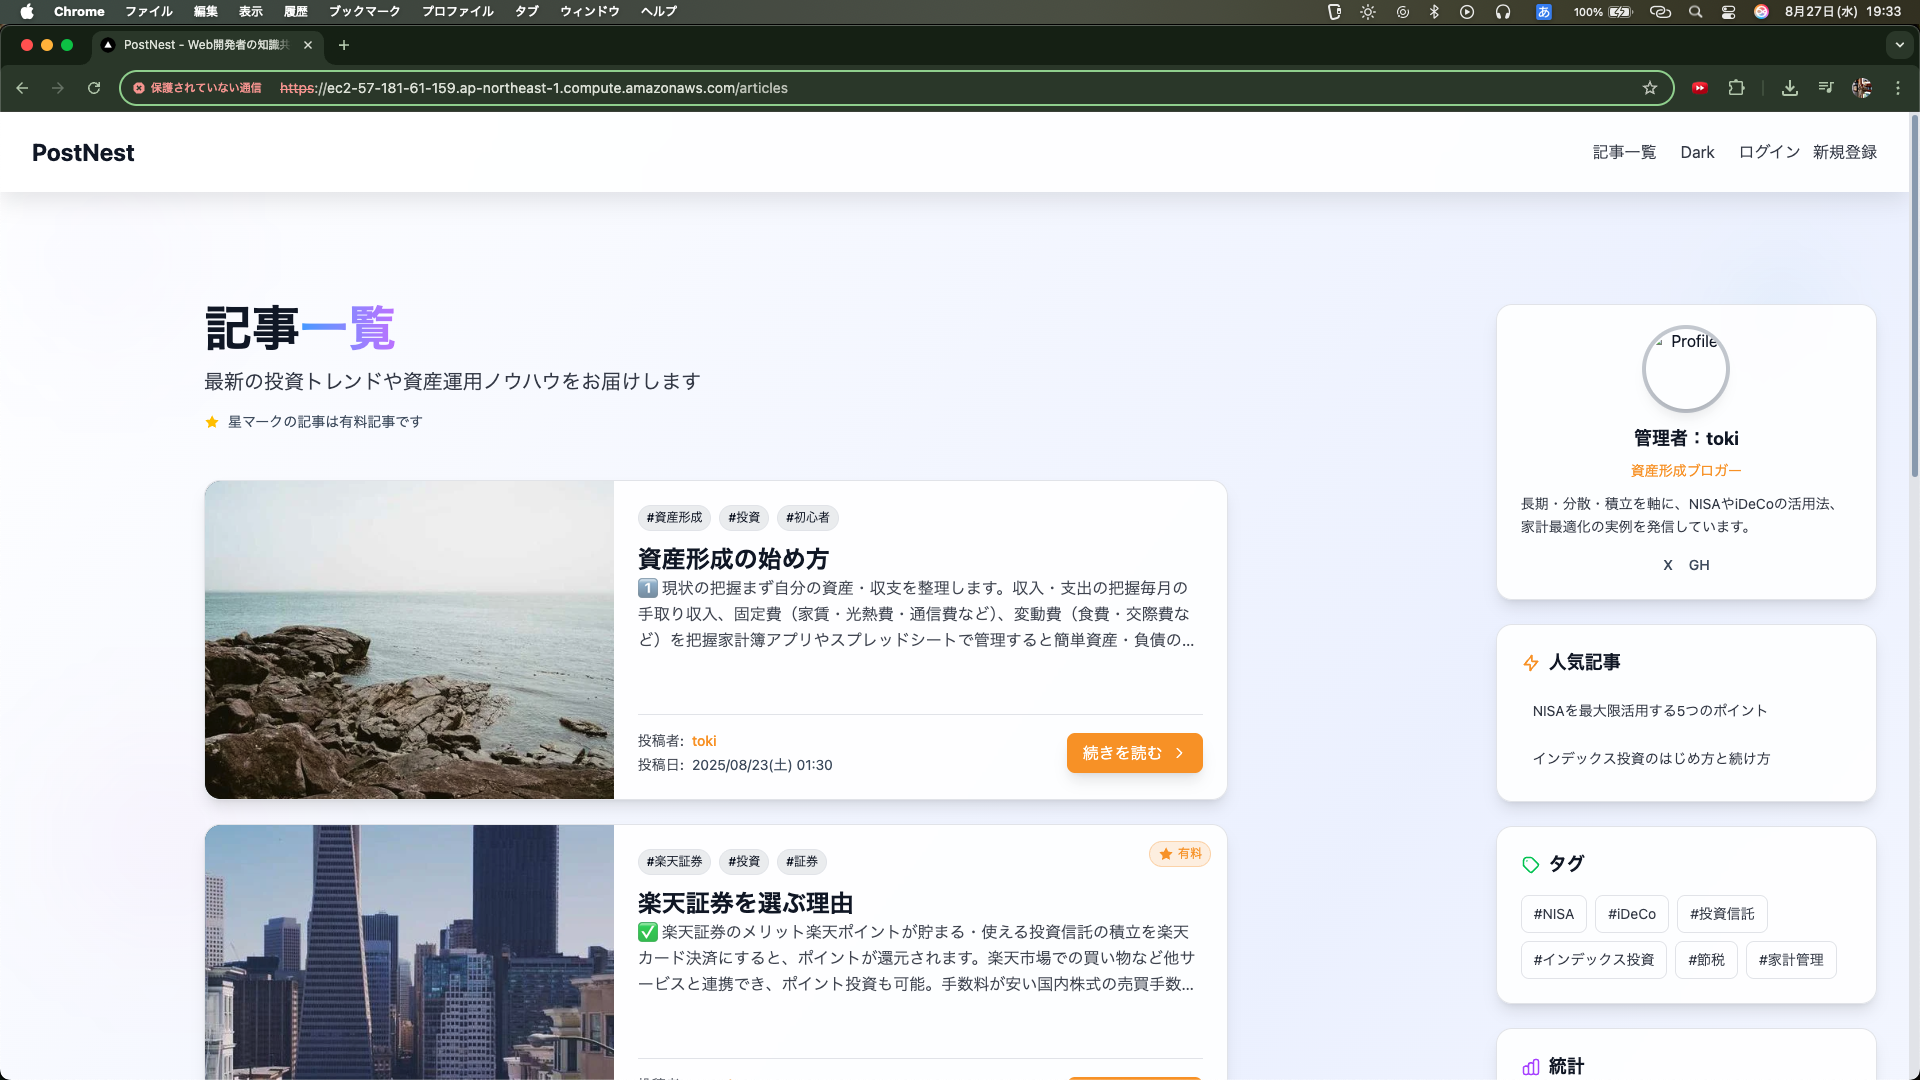 Chrome ファイル 編集 表示 履歴 ブックマーク プロファイル タブ ウィンドウ ヘルプ あ 100% 8月27日(水) 19:33
PostNest - Web開発者の知識共
保護されていない通信 https://ec2-57-181-61-159.ap-northeast-1.compute.amazonaws.com/articles
PostNest 記事一覧 Dark ログイン 新規登録
記事一覧
最新の投資トレンドや資産運用ノウハウをお届けします
星マークの記事は有料記事です
#資産形成 #投資 #初心者
資産形成の始め方
1️⃣ 現状の把握まず自分の資産・収支を整理します。収入・支出の把握毎月の
手取り収入、固定費（家賃・光熱費・通信費など）、変動費（食費・交際費な
ど）を把握家計簿アプリやスプレッドシートで管理すると簡単資産・負債の...
投稿者: toki
投稿日: 2025/08/23(土) 01:30
続きを読む
有料
#楽天証券 #投資 #証券
楽天証券を選ぶ理由
✅ 楽天証券のメリット楽天ポイントが貯まる・使える投資信託の積立を楽天
カード決済にすると、ポイントが還元されます。楽天市場での買い物など他サ
ービスと連携でき、ポイント投資も可能。手数料が安い国内株式の売買手数...
Profile
管理者：toki
資産形成ブロガー
長期・分散・積立を軸に、NISAやiDeCoの活用法、
家計最適化の実例を発信しています。
X GH
人気記事
NISAを最大限活用する5つのポイント
インデックス投資のはじめ方と続け方
タグ
#NISA #iDeCo #投資信託
#インデックス投資 #節税 #家計管理
統計